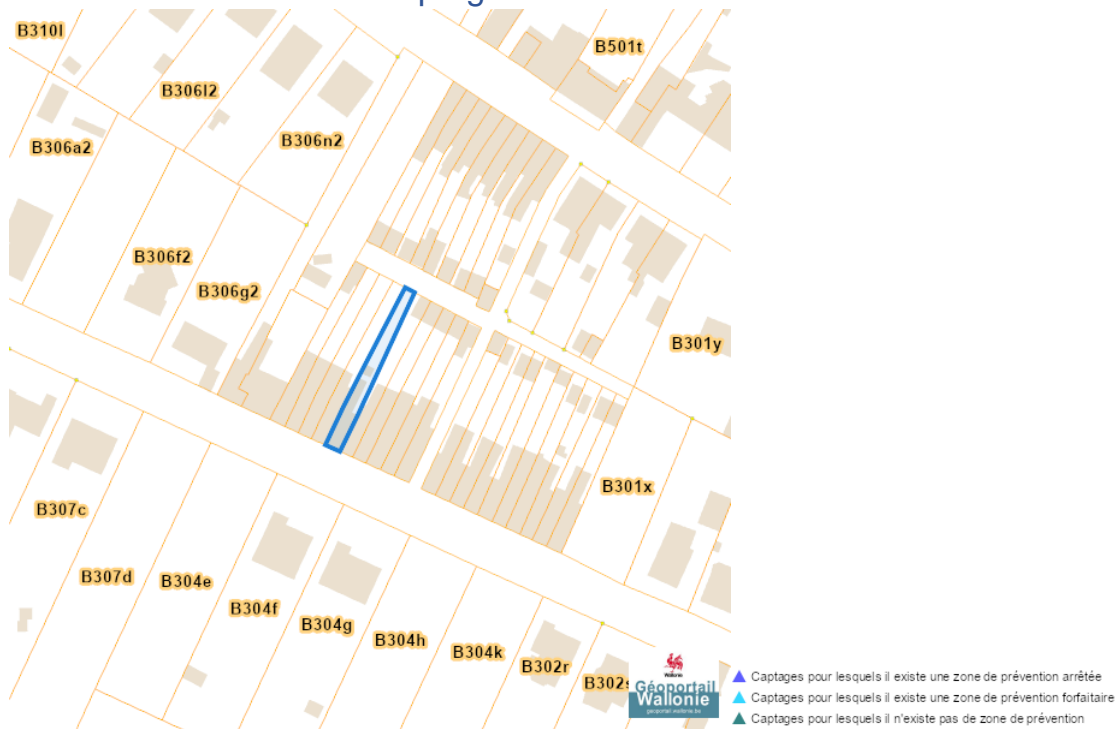 B310l
B501t
B306l2
B306n2
B306a2
B306f2
B306g2
B301y
B301x
B307c
B307d
B304e
B304f
B304g
B304h
B304k
B302r
B302s
Wallonie
Géoportail
Wallonie
geoportail.wallonie.be
Captages pour lesquels il existe une zone de prévention arrêtée
Captages pour lesquels il existe une zone de prévention forfaitaire
Captages pour lesquels il n'existe pas de zone de prévention